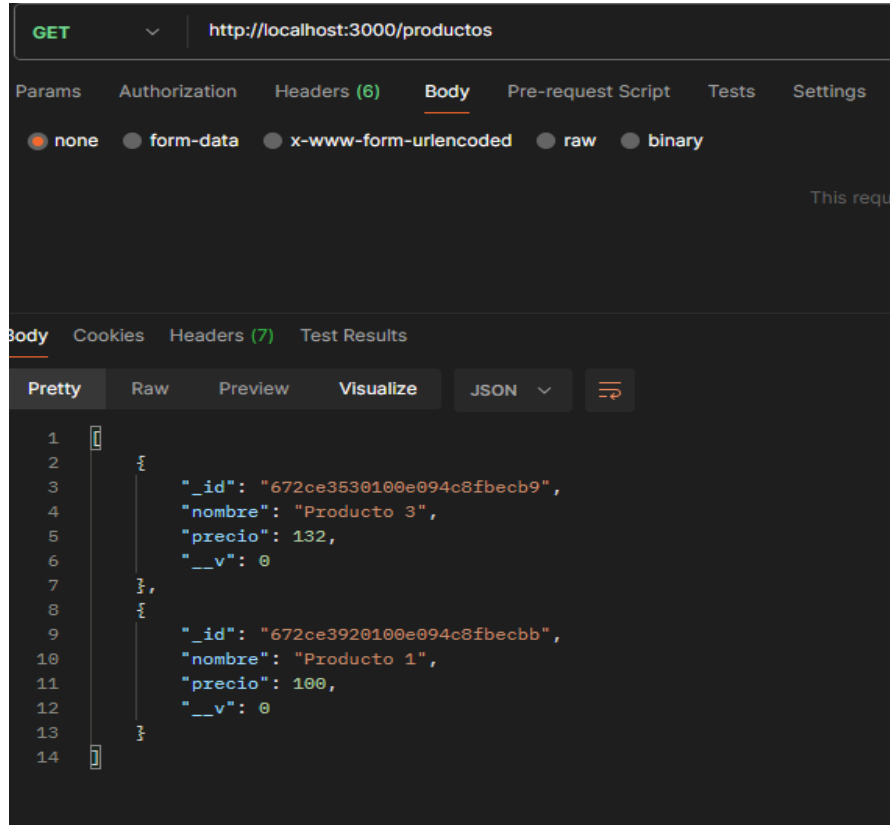 GET http://localhost:3000/productos
Params Authorization Headers (6) Body Pre-request Script Tests Settings
none form-data x-www-form-urlencoded raw binary
This requ
Body Cookies Headers (7) Test Results
Pretty Raw Preview Visualize JSON
1 [
2 {
3 "_id": "672ce3530100e094c8fbecb9",
4 "nombre": "Producto 3",
5 "precio": 132,
6 "__v": 0
7 },
8 {
9 "_id": "672ce3920100e094c8fbecbb",
10 "nombre": "Producto 1",
11 "precio": 100,
12 "__v": 0
13 }
14 ]